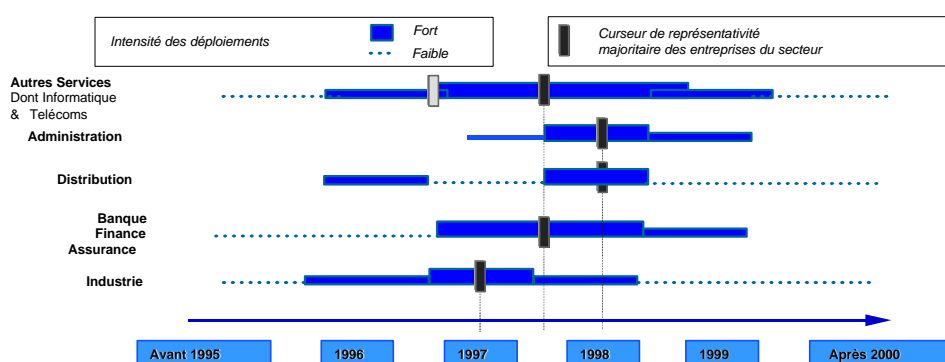 Intensité des déploiements
Fort
Faible
Curseur de représentativité
majoritaire des entreprises du secteur
Autres Services
Dont Informatique
& Telécoms
Administration
Distribution
Banque
Finance
Assurance
Industrie
Avant 1995
1996
1997
1998
1999
Après 2000